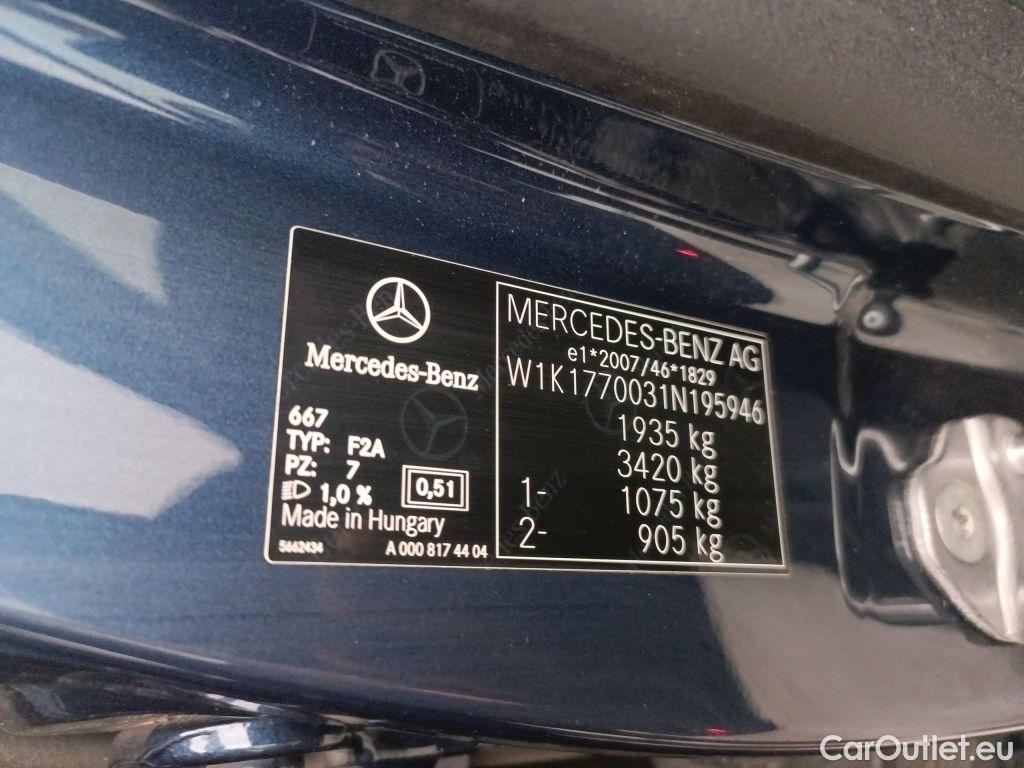 Mercedes-Benz
667
TYP: F2A
PZ: 7
1,0 %
0,51
Made in Hungary
5662434
A 000 817 44 04
MERCEDES-BENZ AG
e1*2007/46*1829
W1K1770031N195946
1935 kg
3420 kg
1- 1075 kg
2- 905 kg
CarOutlet.eu